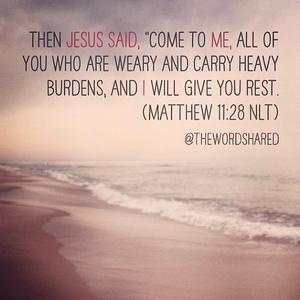 THEN JESUS SAID, "COME TO ME, ALL OF
YOU WHO ARE WEARY AND CARRY HEAVY
BURDENS, AND I WILL GIVE YOU REST.
(MATTHEW 11:28 NLT)
@THEWORDSHARED